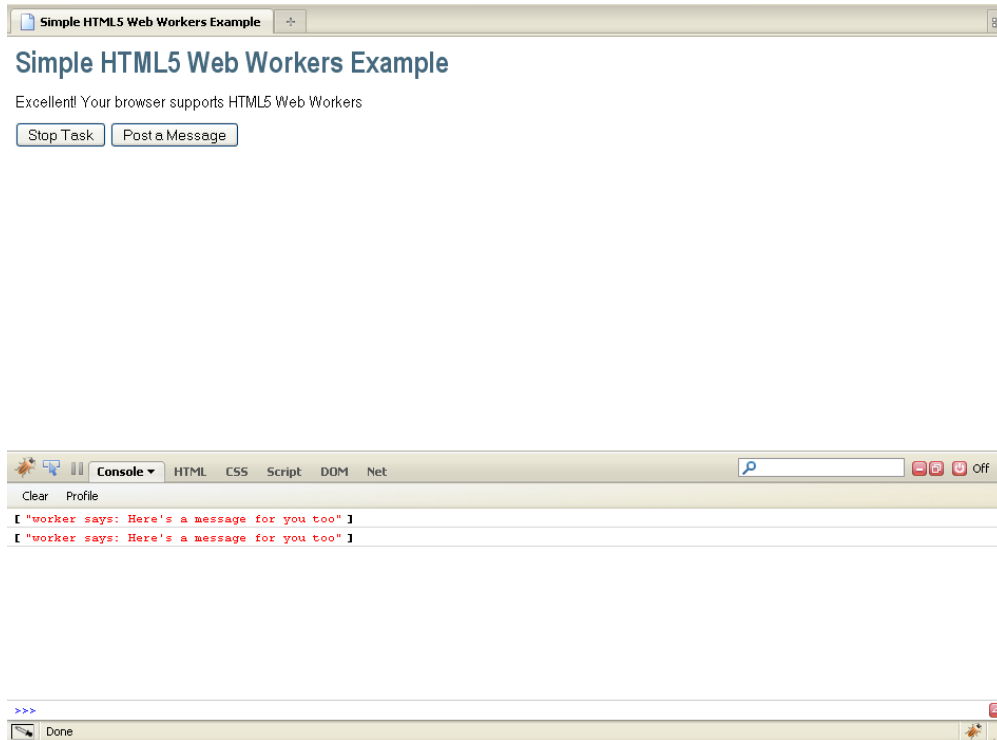 Simple HTML5 Web Workers Example
Simple HTML5 Web Workers Example
Excellent! Your browser supports HTML5 Web Workers
Stop Task Post a Message
Console HTML CSS Script DOM Net Off
Clear Profile
[ "worker says: Here's a message for you too" ]
[ "worker says: Here's a message for you too" ]
>>>
Done